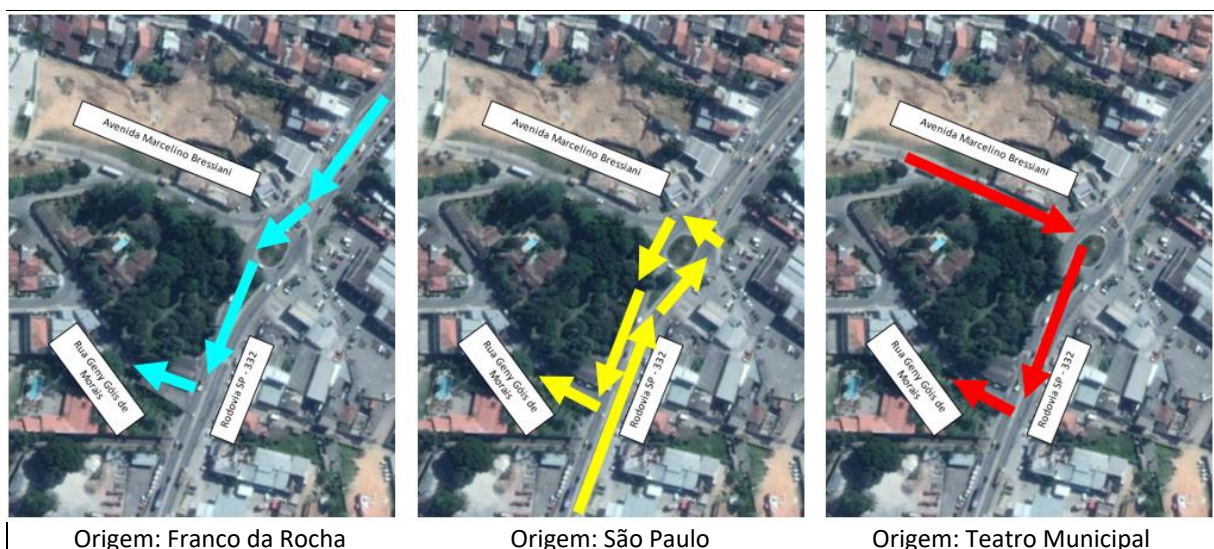 Avenida Marcelino Bressiani
Rua Geny Góis de
Morais
Rodovia SP - 332
Origem: Franco da Rocha
Avenida Marcelino Bressiani
Rua Geny Góis de
Morais
Rodovia SP - 332
Origem: São Paulo
Avenida Marcelino Bressiani
Rua Geny Góis de
Morais
Rodovia SP - 332
Origem: Teatro Municipal